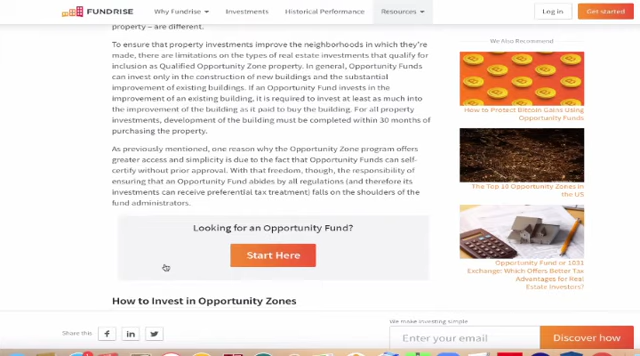 FUNDRISE
Why Fundrise
Investments
Historical Performance
Resources
Log in
Get started
property – are different.
To ensure that property investments improve the neighborhoods in which they're
made, there are limitations on the types of real estate investments that qualify for
inclusion as Qualified Opportunity Zone property. In general, Opportunity Funds
can invest only in the construction of new buildings and the substantial
improvement of existing buildings. If an Opportunity Fund invests in the
improvement of an existing building, it is required to invest at least as much into
the improvement of the building as it paid to buy the building. For all property
investments, development of the building must be completed within 30 months of
purchasing the property.
As previously mentioned, one reason why the Opportunity Zone program offers
greater access and simplicity is due to the fact that Opportunity Funds can self-
certify without prior approval. With that freedom, though, the responsibility of
ensuring that an Opportunity Fund abides by all regulations (and therefore its
investments can receive preferential tax treatment) falls on the shoulders of the
fund administrators.
Looking for an Opportunity Fund?
Start Here
How to Invest in Opportunity Zones
We Also Recommend
How to Protect Bitcoin Gains Using
Opportunity Funds
The Top 10 Opportunity Zones in
the US
Opportunity Fund or 1031
Exchange: Which Offers Better Tax
Advantages for Real
Estate Investors?
Share this
We make investing simple
Enter your email
Discover how